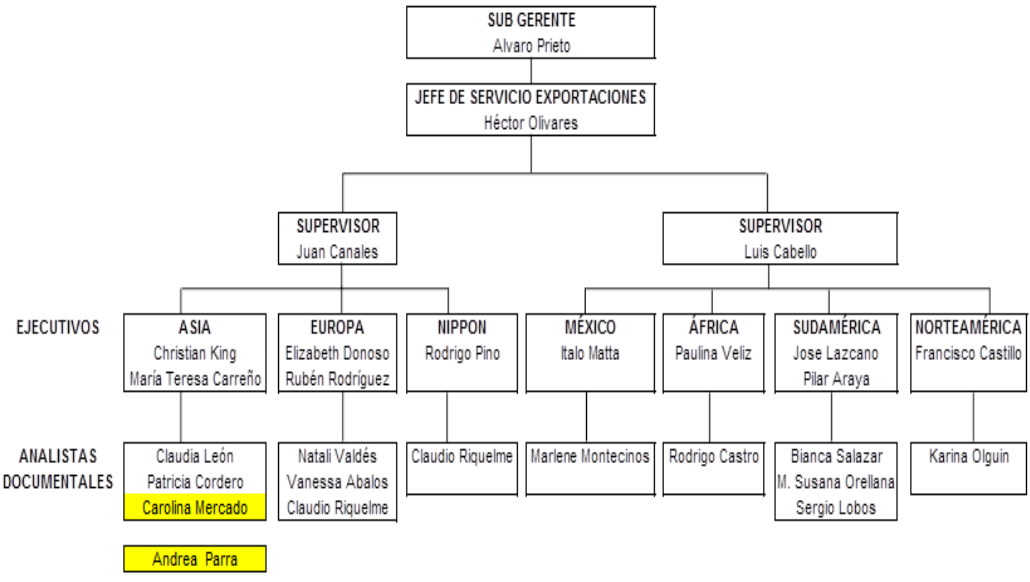 SUB GERENTE
Alvaro Prieto
JEFE DE SERVICIO EXPORTACIONES
Héctor Olivares
SUPERVISOR
Juan Canales
SUPERVISOR
Luis Cabello
EJECUTIVOS
ASIA
Christian King
María Teresa Carreño
EUROPA
Elizabeth Donoso
Rubén Rodríguez
NIPPON
Rodrigo Pino
MÉXICO
Italo Matta
ÁFRICA
Paulina Veliz
SUDAMÉRICA
Jose Lazcano
Pilar Araya
NORTEAMÉRICA
Francisco Castillo
ANALISTAS
DOCUMENTALES
Claudia León
Patricia Cordero
Carolina Mercado
Natali Valdés
Vanessa Abalos
Claudio Riquelme
Claudio Riquelme
Marlene Montecinos
Rodrigo Castro
Bianca Salazar
M. Susana Orellana
Sergio Lobos
Karina Olguin
Andrea Parra